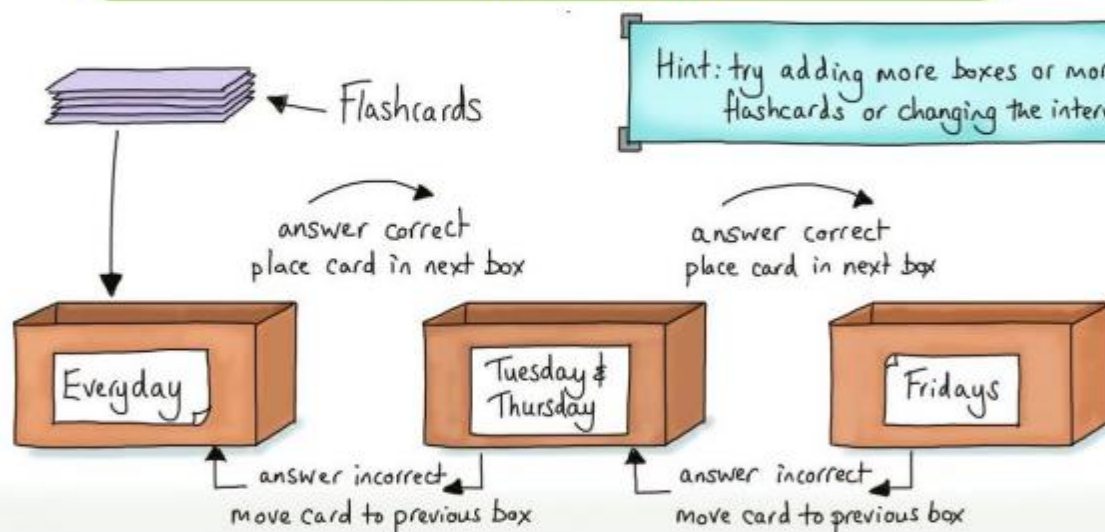 Flashcards
Hint: try adding more boxes or
flashcards or changing the
answer correct
place card in next box
answer correct
place card in next box
Everyday
Tuesday &
Thursday
Fridays
answer incorrect
move card to previous box
answer incorrect
move card to previous box